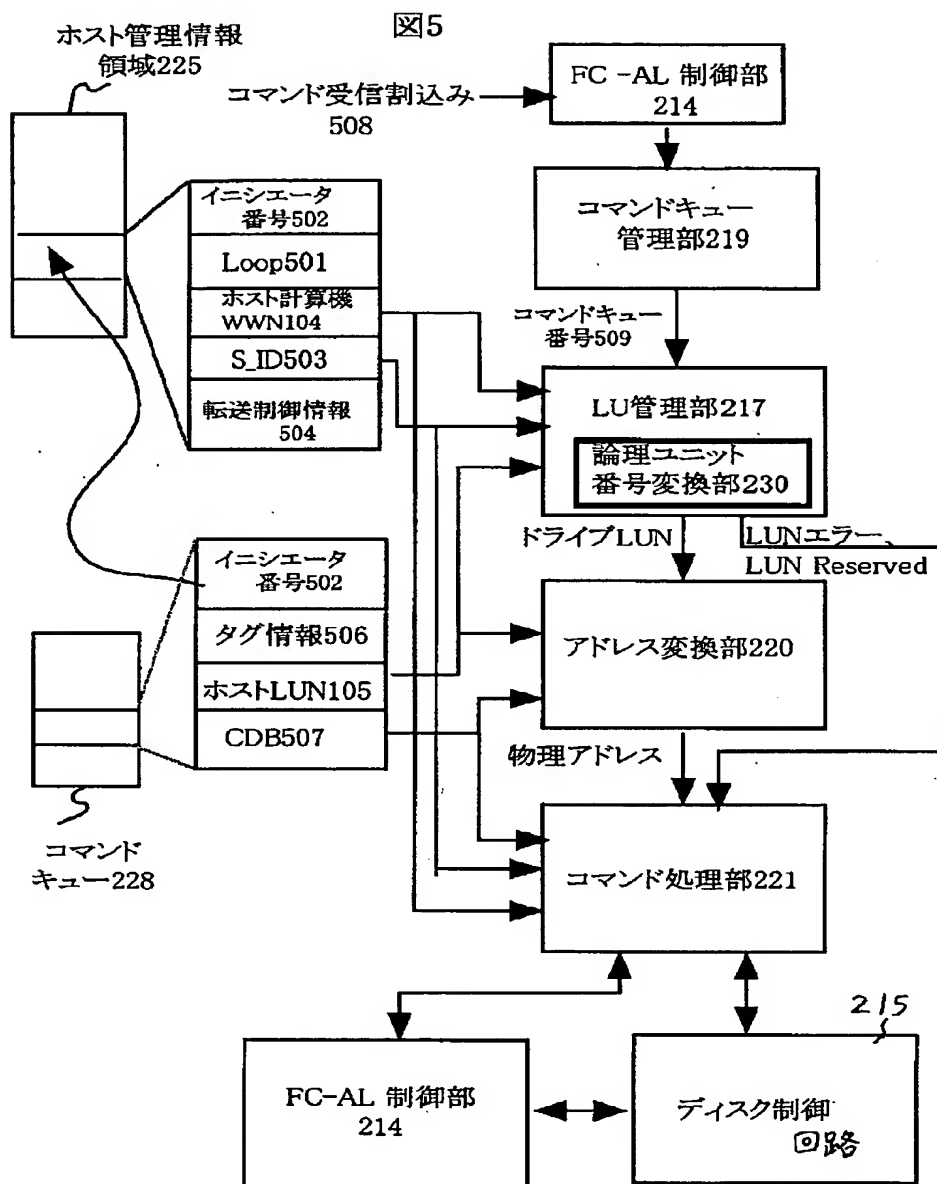 図5
ホスト管理情報
領域225
コマンド受信割込み
508
FC -AL 制御部
214
イニシエータ
番号502
Loop501
ホスト計算機
WWN104
S_ID503
転送制御情報
504
コマンドキュー
管理部219
コマンドキュー
番号509
LU管理部217
論理ユニット
番号変換部230
ドライブLUN
LUNエラー、
LUN Reserved
イニシエータ
番号502
タグ情報506
ホストLUN105
CDB507
コマンド
キュー228
アドレス変換部220
物理アドレス
コマンド処理部221
215
FC-AL 制御部
214
ディスク制御
回路